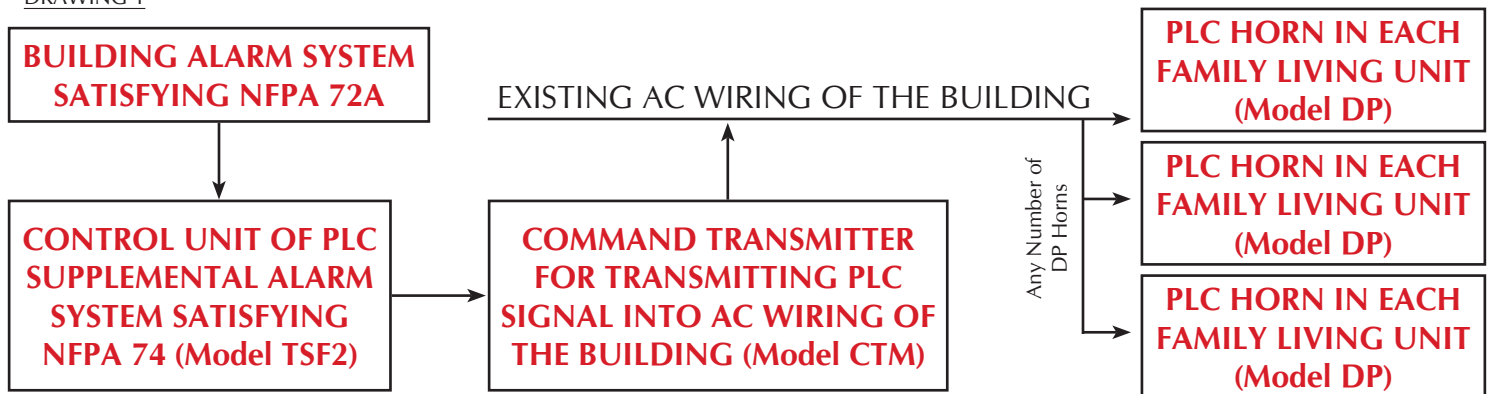 DRAWING 1
BUILDING ALARM SYSTEM
SATISFYING NFPA 72A
CONTROL UNIT OF PLC
SUPPLEMENTAL ALARM
SYSTEM SATISFYING
NFPA 74 (Model TSF2)
COMMAND TRANSMITTER
FOR TRANSMITTING PLC
SIGNAL INTO AC WIRING OF
THE BUILDING (Model CTM)
EXISTING AC WIRING OF THE BUILDING
Any Number of
DP Horns
PLC HORN IN EACH
FAMILY LIVING UNIT
(Model DP)
PLC HORN IN EACH
FAMILY LIVING UNIT
(Model DP)
PLC HORN IN EACH
FAMILY LIVING UNIT
(Model DP)